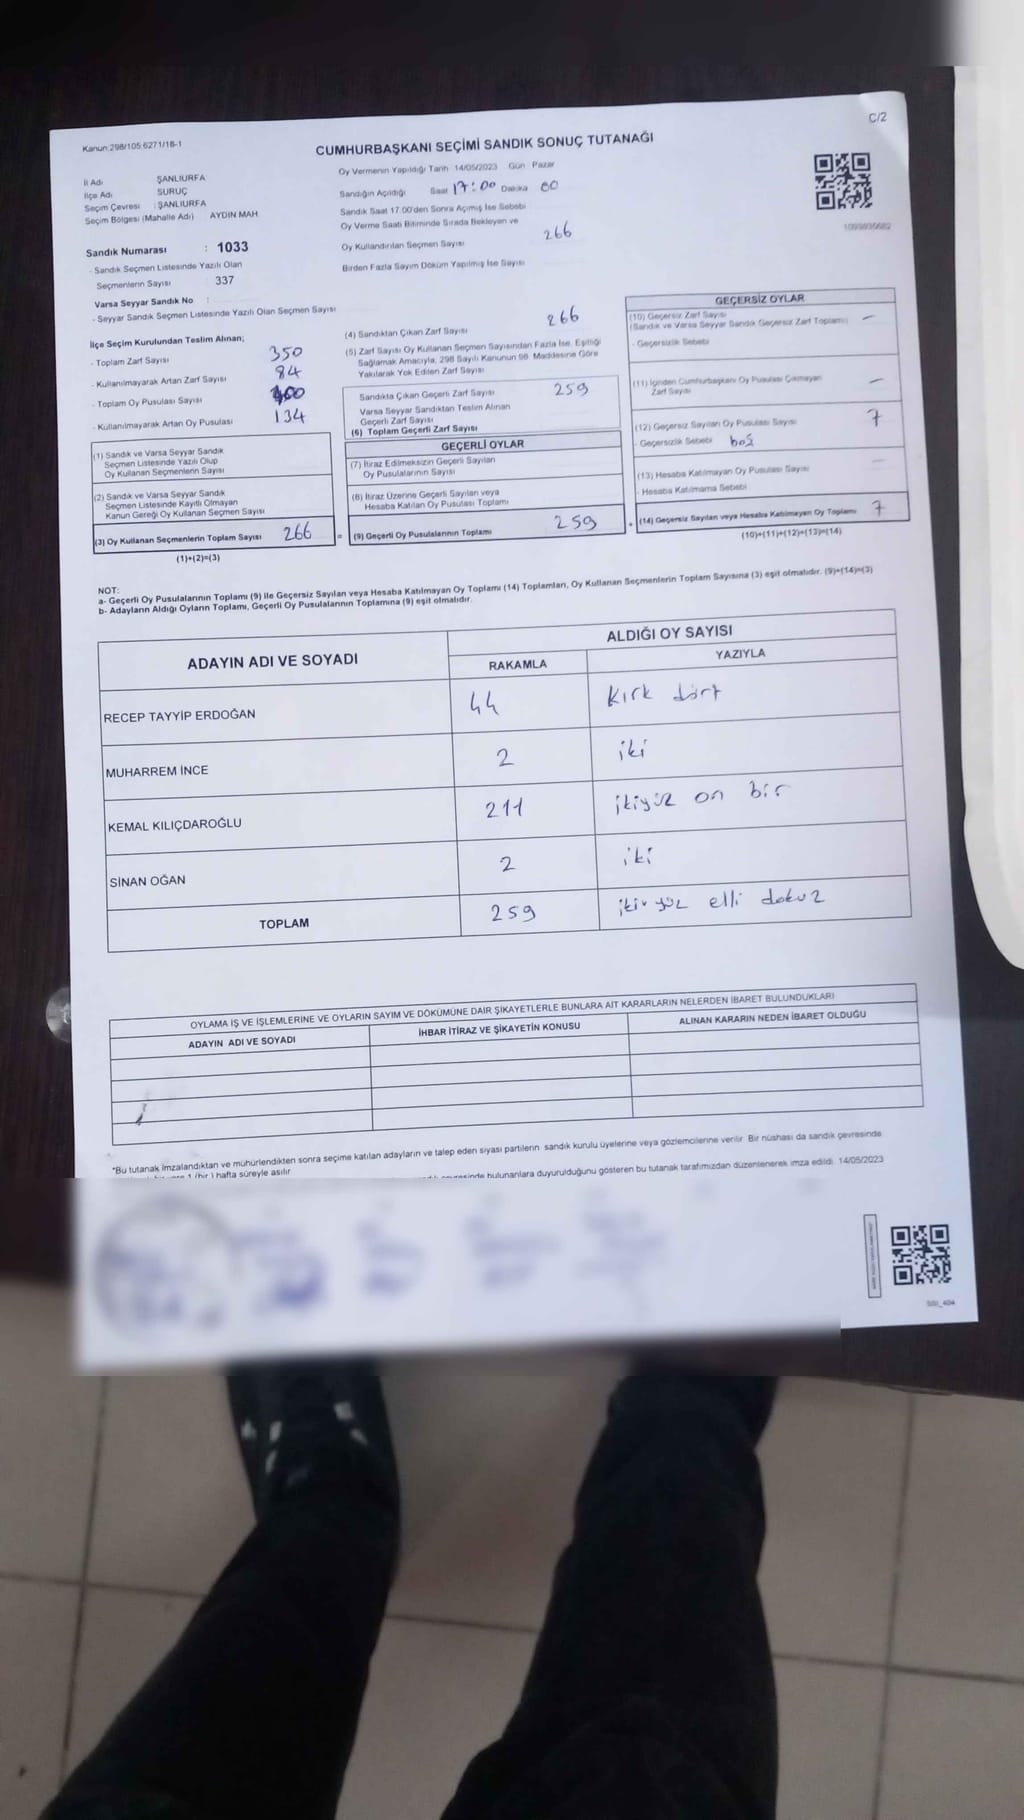 C/2
Kanun:298/105;6271/18-1
CUMHURBAŞKANI SEÇİMİ SANDIK SONUÇ TUTANAĞI
İl Adı ŞANLIURFA
İlçe Adı SURUÇ
Seçim Çevresi : ŞANLIURFA
Seçim Bölgesi (Mahalle Adı) AYDIN MAH.
Sandık Numarası : 1033
- Sandık Seçmen Listesinde Yazılı Olan
Seçmenlerin Sayısı 337
Varsa Seyyar Sandık No :
- Seyyar Sandık Seçmen Listesinde Yazılı Olan Seçmen Sayısı
Oy Vermenin Yapıldığı Tarih 14/05/2023 Gün Pazar
Sandığın Açıldığı Saat 17:00 Dakika 00
Sandık Saat 17.00'den Sonra Açımış İse Sebebi
Oy Verme Saati Bitiminde Sırada Bekleyen ve
Oy Kullandırılan Seçmen Sayısı 266
Birden Fazla Sayım Döküm Yapılmış İse Sayısı
İlçe Seçim Kurulundan Teslim Alınan;
- Toplam Zarf Sayısı 350
- Kullanılmayarak Artan Zarf Sayısı 84
- Toplam Oy Pusulası Sayısı
- Kullanılmayarak Artan Oy Pusulası 134
(1) Sandık ve Varsa Seyyar Sandık
Seçmen Listesinde Yazılı Olup
Oy Kullanan Seçmenlerin Sayısı
(2) Sandık ve Varsa Seyyar Sandık
Seçmen Listesinde Kayıtlı Olmayan
Kanun Gereği Oy Kullanan Seçmen Sayısı
(3) Oy Kullanan Seçmenlerin Toplam Sayısı 266 =
(1)+(2)=(3)
(4) Sandıktan Çıkan Zarf Sayısı 266
(5) Zarf Sayısı Oy Kullanan Seçmen Sayısından Fazla İse, Eşitliği
Sağlamak Amacıyla, 298 Sayılı Kanunun 98. Maddesine Göre
Yakılarak Yok Edilen Zarf Sayısı
Sandıkta Çıkan Geçerli Zarf Sayısı 259
Varsa Seyyar Sandıktan Teslim Alınan
Geçerli Zarf Sayısı
(6) Toplam Geçerli Zarf Sayısı
GEÇERLİ OYLAR
(7) İtiraz Edilmeksizin Geçerli Sayılan
Oy Pusulalarının Sayısı
(8) İtiraz Üzerine Geçerli Sayılan veya
Hesaba Katılan Oy Pusulası Toplamı
(9) Geçerli Oy Pusulalarının Toplamı 259 +
GEÇERSİZ OYLAR
(10) Geçersiz Zarf Sayısı
(Sandık ve Varsa Seyyar Sandık Geçersiz Zarf Toplamı) -
- Geçersizlik Sebebi
(11) İçinden Cumhurbaşkanı Oy Pusulası Çıkmayan
Zarf Sayısı -
(12) Geçersiz Sayılan Oy Pusulası Sayısı 7
- Geçersizlik Sebebi boş
(13) Hesaba Katılmayan Oy Pusulası Sayısı -
- Hesaba Katılmama Sebebi
(14) Geçersiz Sayılan veya Hesaba Katılmayan Oy Toplamı 7
(10)+(11)+(12)+(13)=(14)
NOT:
a- Geçerli Oy Pusulalarının Toplamı (9) ile Geçersiz Sayılan veya Hesaba Katılmayan Oy Toplamı (14) Toplamları, Oy Kullanan Seçmenlerin Toplam Sayısına (3) eşit olmalıdır. (9)+(14)=(3)
b- Adayların Aldığı Oyların Toplamı, Geçerli Oy Pusulalarının Toplamına (9) eşit olmalıdır.
ADAYIN ADI VE SOYADI
ALDIĞI OY SAYISI
RAKAMLA YAZIYLA
RECEP TAYYİP ERDOĞAN 44 Kırk dört
MUHARREM İNCE 2 iki
KEMAL KILIÇDAROĞLU 211 ikiyüz on bir
SİNAN OĞAN 2 iki
TOPLAM 259 iki yüz elli dokuz
OYLAMA İŞ VE İŞLEMLERİNE VE OYLARIN SAYIM VE DÖKÜMÜNE DAİR ŞİKAYETLERLE BUNLARA AİT KARARLARIN NELERDEN İBARET BULUNDUKLARI
ADAYIN ADI VE SOYADI İHBAR İTİRAZ VE ŞİKAYETİN KONUSU ALINAN KARARIN NEDEN İBARET OLDUĞU
*Bu tutanak imzalandıktan ve mühürlendikten sonra seçime katılan adayların ve talep eden siyasi partilerin sandık kurulu üyelerine veya gözlemcilerine verilir. Bir nüshası da sandık çevresinde
1 (bir) hafta süreyle asılır
bulunanlara duyurulduğunu gösteren bu tutanak tarafımızdan düzenlenerek imza edildi. 14/05/2023